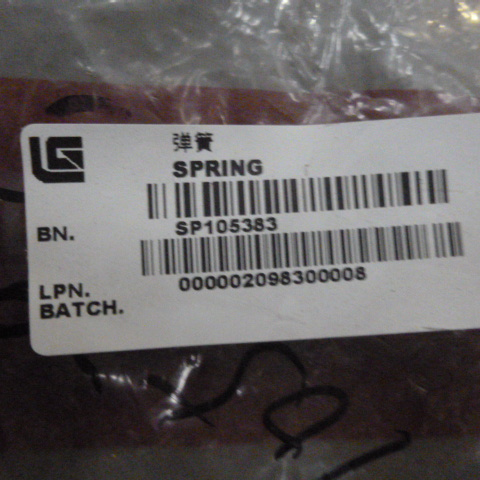 弹簧
SPRING
BN.
SP105383
LPN.
000002098300008
BATCH.